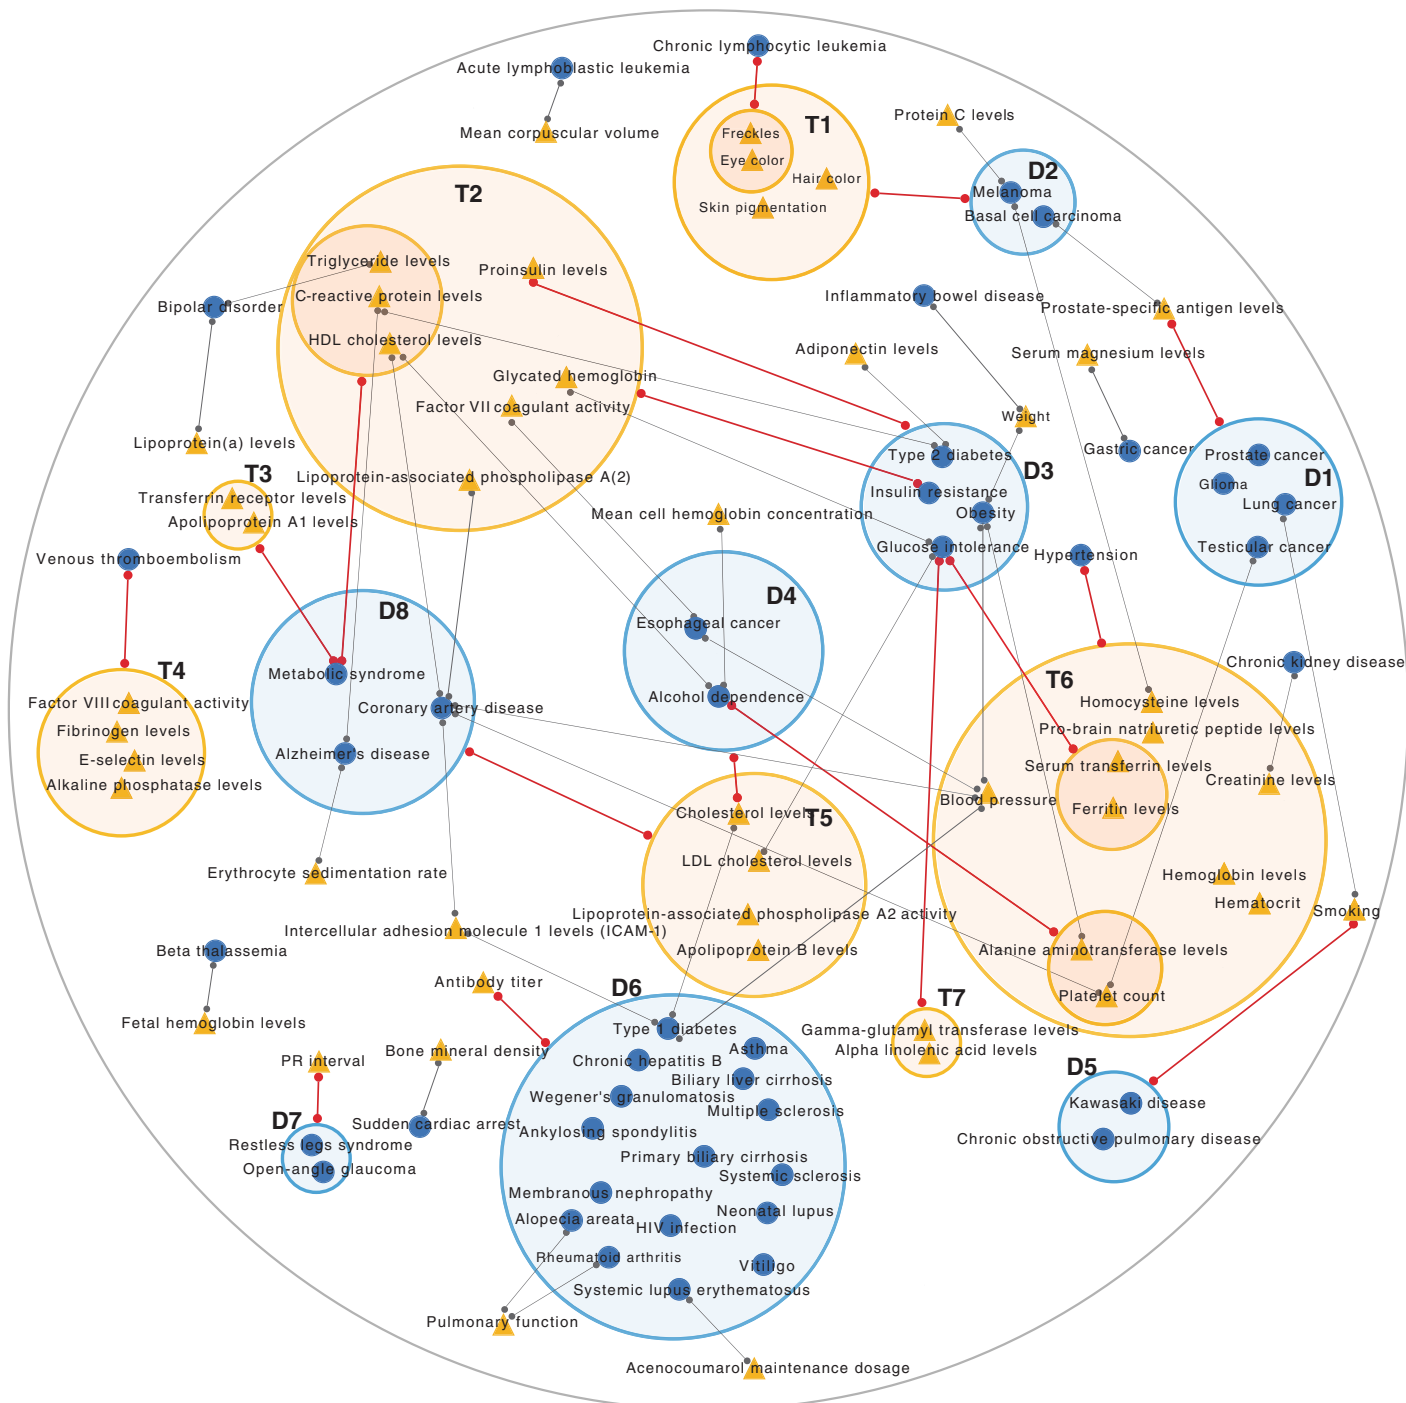 Chronic lymphocytic leukemia
Acute lymphoblastic leukemia
Mean corpuscular volume
T1
Freckles
Eye color
Hair color
Skin pigmentation
Protein C levels
D2
Melanoma
Basal cell carcinoma
T2
Triglyceride levels
Proinsulin levels
C-reactive protein levels
HDL cholesterol levels
Glycated hemoglobin
Factor VII coagulant activity
Lipoprotein-associated phospholipase A(2)
Bipolar disorder
Lipoprotein(a) levels
Inflammatory bowel disease
Prostate-specific antigen levels
Adiponectin levels
Serum magnesium levels
Weight
Gastric cancer
D3
Type 2 diabetes
Insulin resistance
Obesity
Glucose intolerance
D1
Prostate cancer
Glioma
Lung cancer
Testicular cancer
T3
Transferrin receptor levels
Apolipoprotein A1 levels
Mean cell hemoglobin concentration
Venous thromboembolism
Hypertension
D8
Metabolic syndrome
Coronary artery disease
Alzheimer's disease
D4
Esophageal cancer
Alcohol dependence
T4
Factor VIII coagulant activity
Fibrinogen levels
E-selectin levels
Alkaline phosphatase levels
Chronic kidney disease
T6
Homocysteine levels
Pro-brain natriuretic peptide levels
Serum transferrin levels
Ferritin levels
Creatinine levels
Blood pressure
Hemoglobin levels
Hematocrit
Alanine aminotransferase levels
Platelet count
Smoking
T5
Cholesterol levels
LDL cholesterol levels
Lipoprotein-associated phospholipase A2 activity
Apolipoprotein B levels
Erythrocyte sedimentation rate
Intercellular adhesion molecule 1 levels (ICAM-1)
Beta thalassemia
Fetal hemoglobin levels
Antibody titer
Bone mineral density
Sudden cardiac arrest
PR interval
D7
Restless legs syndrome
Open-angle glaucoma
D6
Type 1 diabetes
Asthma
Chronic hepatitis B
Biliary liver cirrhosis
Wegener's granulomatosis
Multiple sclerosis
Ankylosing spondylitis
Primary biliary cirrhosis
Systemic sclerosis
Membranous nephropathy
Neonatal lupus
Alopecia areata
HIV infection
Rheumatoid arthritis
Vitiligo
Systemic lupus erythematosus
T7
Gamma-glutamyl transferase levels
Alpha linolenic acid levels
D5
Kawasaki disease
Chronic obstructive pulmonary disease
Pulmonary function
Acenocoumarol maintenance dosage